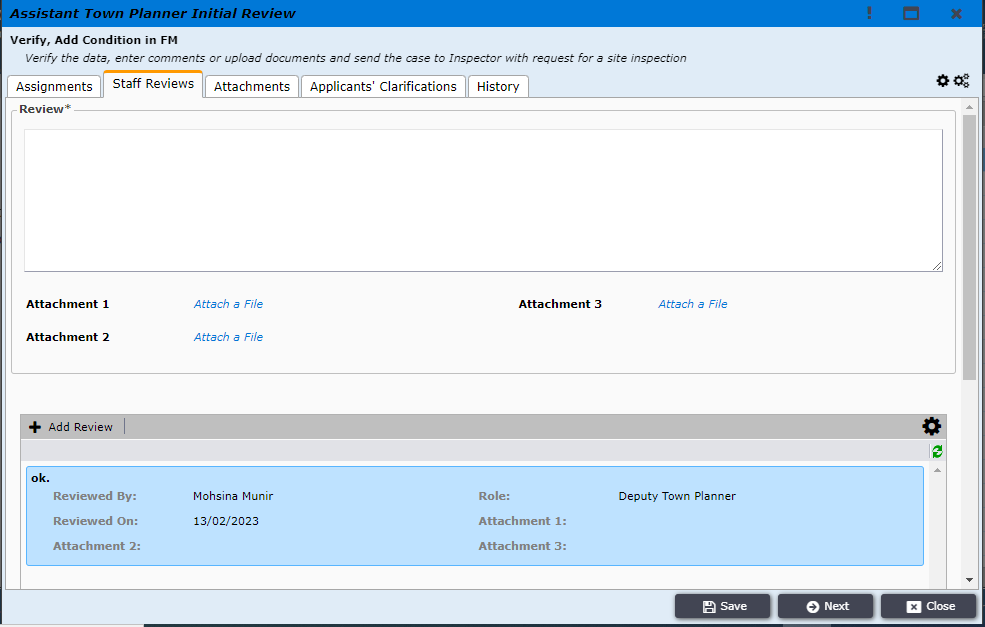 Assistant Town Planner Initial Review
Verify, Add Condition in FM
Verify the data, enter comments or upload documents and send the case to Inspector with request for a site inspection
Assignments Staff Reviews Attachments Applicants' Clarifications History
Review*
Attachment 1 Attach a File Attachment 3 Attach a File
Attachment 2 Attach a File
Add Review
ok.
Reviewed By: Mohsina Munir Role: Deputy Town Planner
Reviewed On: 13/02/2023 Attachment 1:
Attachment 2: Attachment 3:
Save Next Close